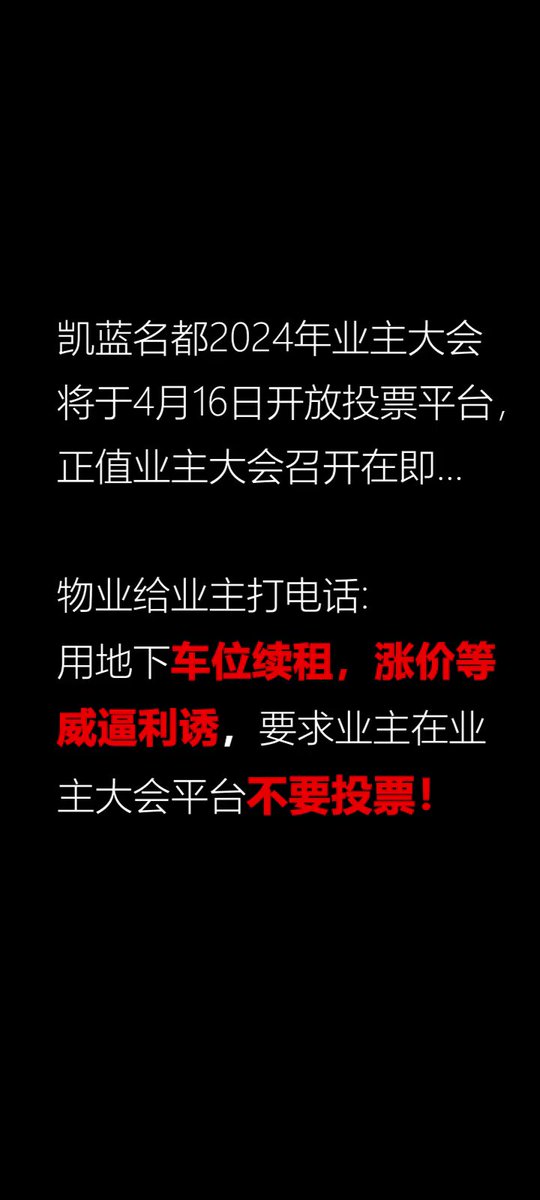 凯蓝名都2024年业主大会
将于4月16日开放投票平台，
正值业主大会召开在即...
物业给业主打电话:
用地下车位续租，涨价等
威逼利诱，要求业主在业
主大会平台不要投票！